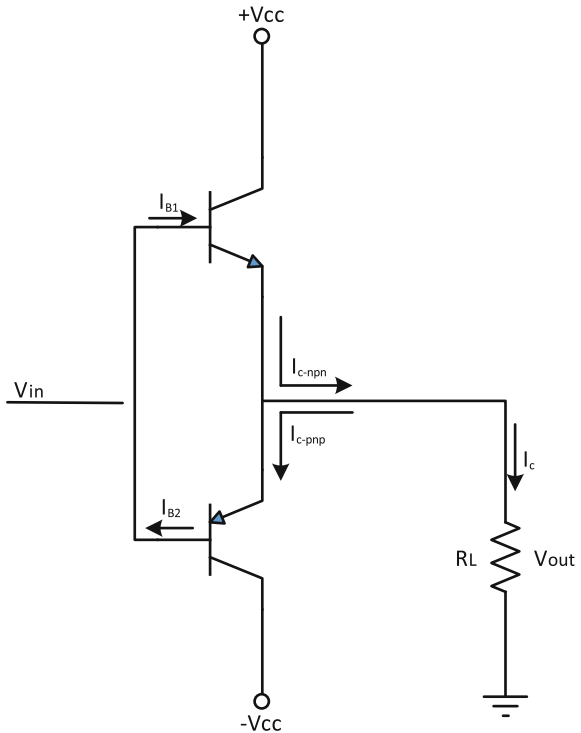 +Vcc
IB1
Ic-npn
Vin
Ic-pnp
Ic
IB2
RL Vout
-Vcc